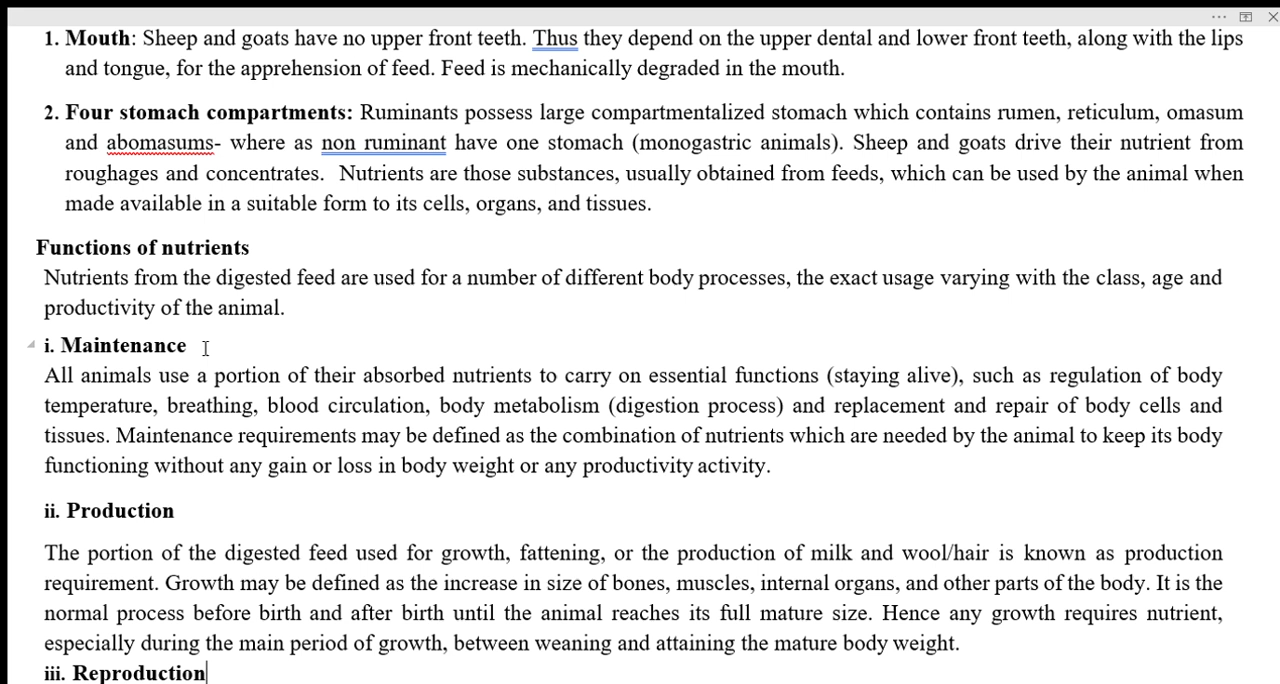 1. Mouth: Sheep and goats have no upper front teeth. Thus they depend on the upper dental and lower front teeth, along with the lips
and tongue, for the apprehension of feed. Feed is mechanically degraded in the mouth.
2. Four stomach compartments: Ruminants possess large compartmentalized stomach which contains rumen, reticulum, omasum
and abomasums- where as non ruminant have one stomach (monogastric animals). Sheep and goats drive their nutrient from
roughages and concentrates. Nutrients are those substances, usually obtained from feeds, which can be used by the animal when
made available in a suitable form to its cells, organs, and tissues.
Functions of nutrients
Nutrients from the digested feed are used for a number of different body processes, the exact usage varying with the class, age and
productivity of the animal.
i. Maintenance
All animals use a portion of their absorbed nutrients to carry on essential functions (staying alive), such as regulation of body
temperature, breathing, blood circulation, body metabolism (digestion process) and replacement and repair of body cells and
tissues. Maintenance requirements may be defined as the combination of nutrients which are needed by the animal to keep its body
functioning without any gain or loss in body weight or any productivity activity.
ii. Production
The portion of the digested feed used for growth, fattening, or the production of milk and wool/hair is known as production
requirement. Growth may be defined as the increase in size of bones, muscles, internal organs, and other parts of the body. It is the
normal process before birth and after birth until the animal reaches its full mature size. Hence any growth requires nutrient,
especially during the main period of growth, between weaning and attaining the mature body weight.
iii. Reproduction